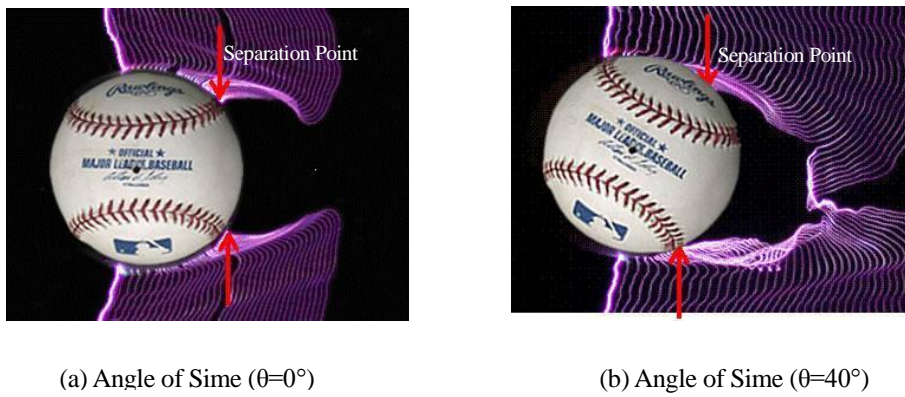 Separation Point
Rawlings
★ OFFICIAL ★
MAJOR LEAGUE BASEBALL
Separation Point
Rawlings
★ OFFICIAL ★
MAJOR LEAGUE BASEBALL
(a) Angle of Sime (θ=0°)
(b) Angle of Sime (θ=40°)